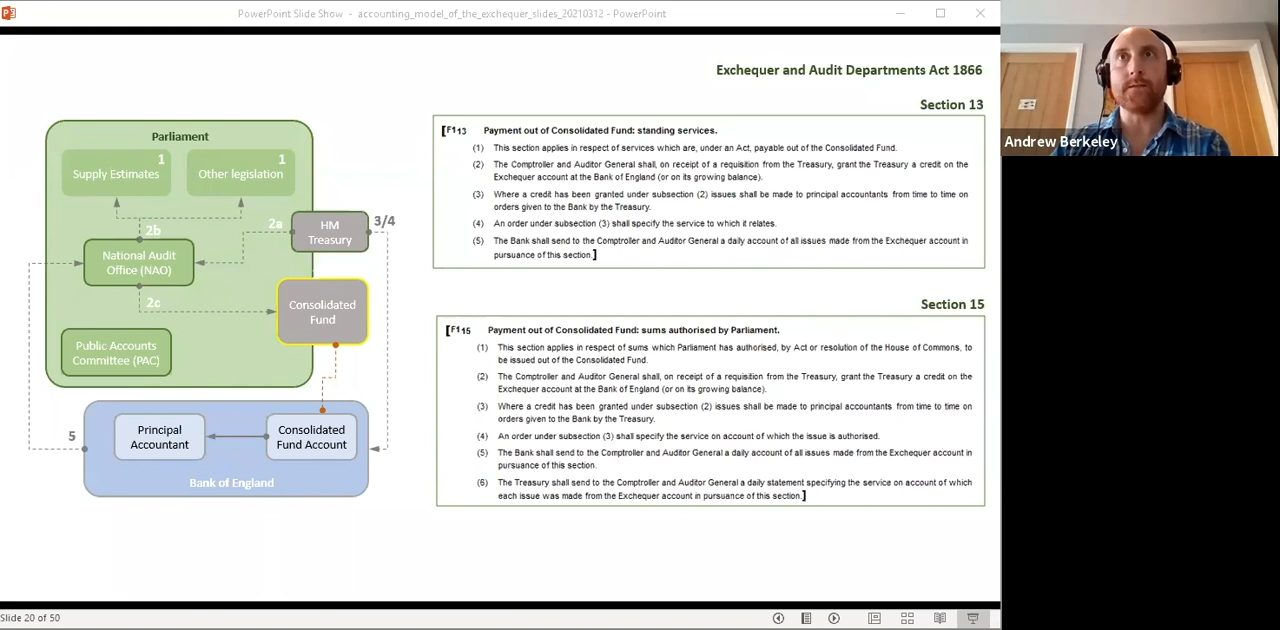 PowerPoint Slide Show - accounting_model_of_the_exchequer_slides_20210312 - PowerPoint
Exchequer and Audit Departments Act 1866
Parliament
1
Supply Estimates
1
Other legislation
2a
HM
Treasury
3/4
2b
National Audit
Office (NAO)
2c
Consolidated
Fund
Public Accounts
Committee (PAC)
5
Principal
Accountant
Consolidated
Fund Account
Bank of England
Section 13
[F113 Payment out of Consolidated Fund: standing services.
(1) This section applies in respect of services which are, under an Act, payable out of the Consolidated Fund.
(2) The Comptroller and Auditor General shall, on receipt of a requisition from the Treasury, grant the Treasury a credit on the
Exchequer account at the Bank of England (or on its growing balance).
(3) Where a credit has been granted under subsection (2) issues shall be made to principal accountants from time to time on
orders given to the Bank by the Treasury.
(4) An order under subsection (3) shall specify the service to which it relates.
(5) The Bank shall send to the Comptroller and Auditor General a daily account of all issues made from the Exchequer account in
pursuance of this section.]
Section 15
[F115 Payment out of Consolidated Fund: sums authorised by Parliament.
(1) This section applies in respect of sums which Parliament has authorised, by Act or resolution of the House of Commons, to
be issued out of the Consolidated Fund.
(2) The Comptroller and Auditor General shall, on receipt of a requisition from the Treasury, grant the Treasury a credit on the
Exchequer account at the Bank of England (or on its growing balance).
(3) Where a credit has been granted under subsection (2) issues shall be made to principal accountants from time to time on
orders given to the Bank by the Treasury.
(4) An order under subsection (3) shall specify the service on account of which the issue is authorised.
(5) The Bank shall send to the Comptroller and Auditor General a daily account of all issues made from the Exchequer account in
pursuance of this section.
(6) The Treasury shall send to the Comptroller and Auditor General a daily statement specifying the service on account of which
each issue was made from the Exchequer account in pursuance of this section.]
Andrew Berkeley
Slide 20 of 50